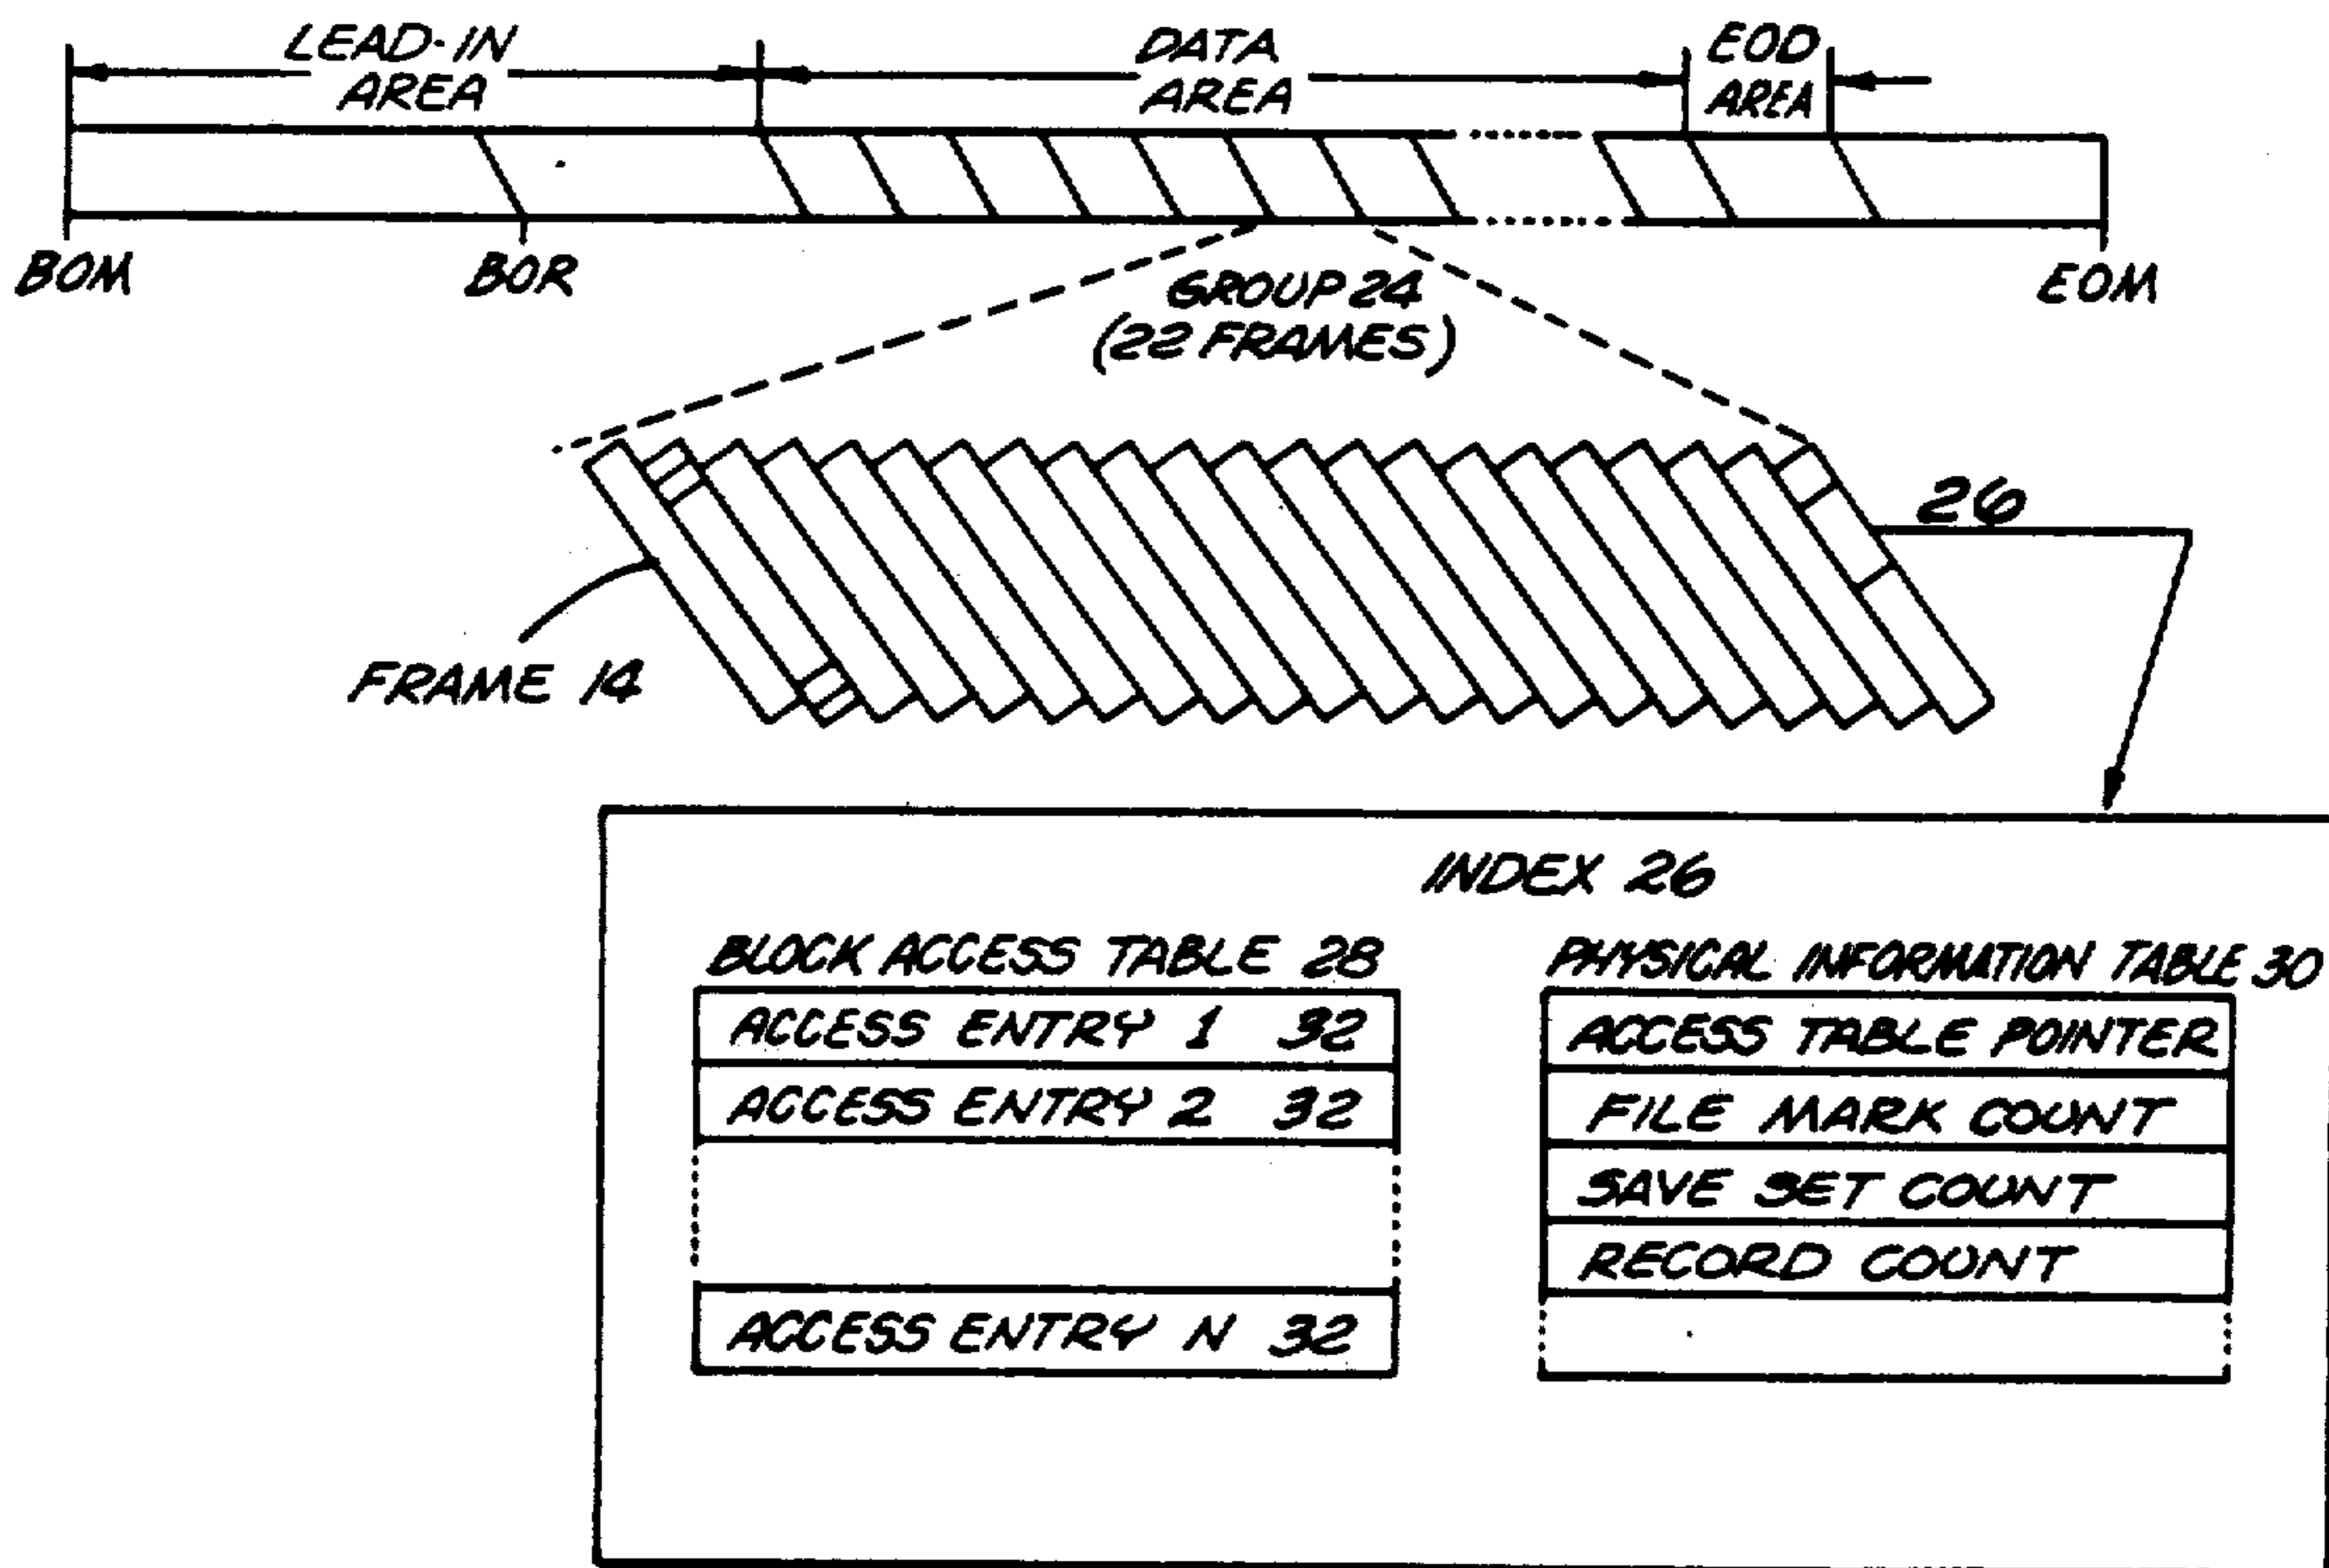 LEAD-IN
AREA
DATA
AREA
EOD
AREA
BOM
BOR
EOM
GROUP 24
(22 FRAMES)
26
FRAME 14
INDEX 26
BLOCK ACCESS TABLE 28
ACCESS ENTRY 1 32
ACCESS ENTRY 2 32
ACCESS ENTRY N 32
PHYSICAL INFORMATION TABLE 30
ACCESS TABLE POINTER
FILE MARK COUNT
SAVE SET COUNT
RECORD COUNT